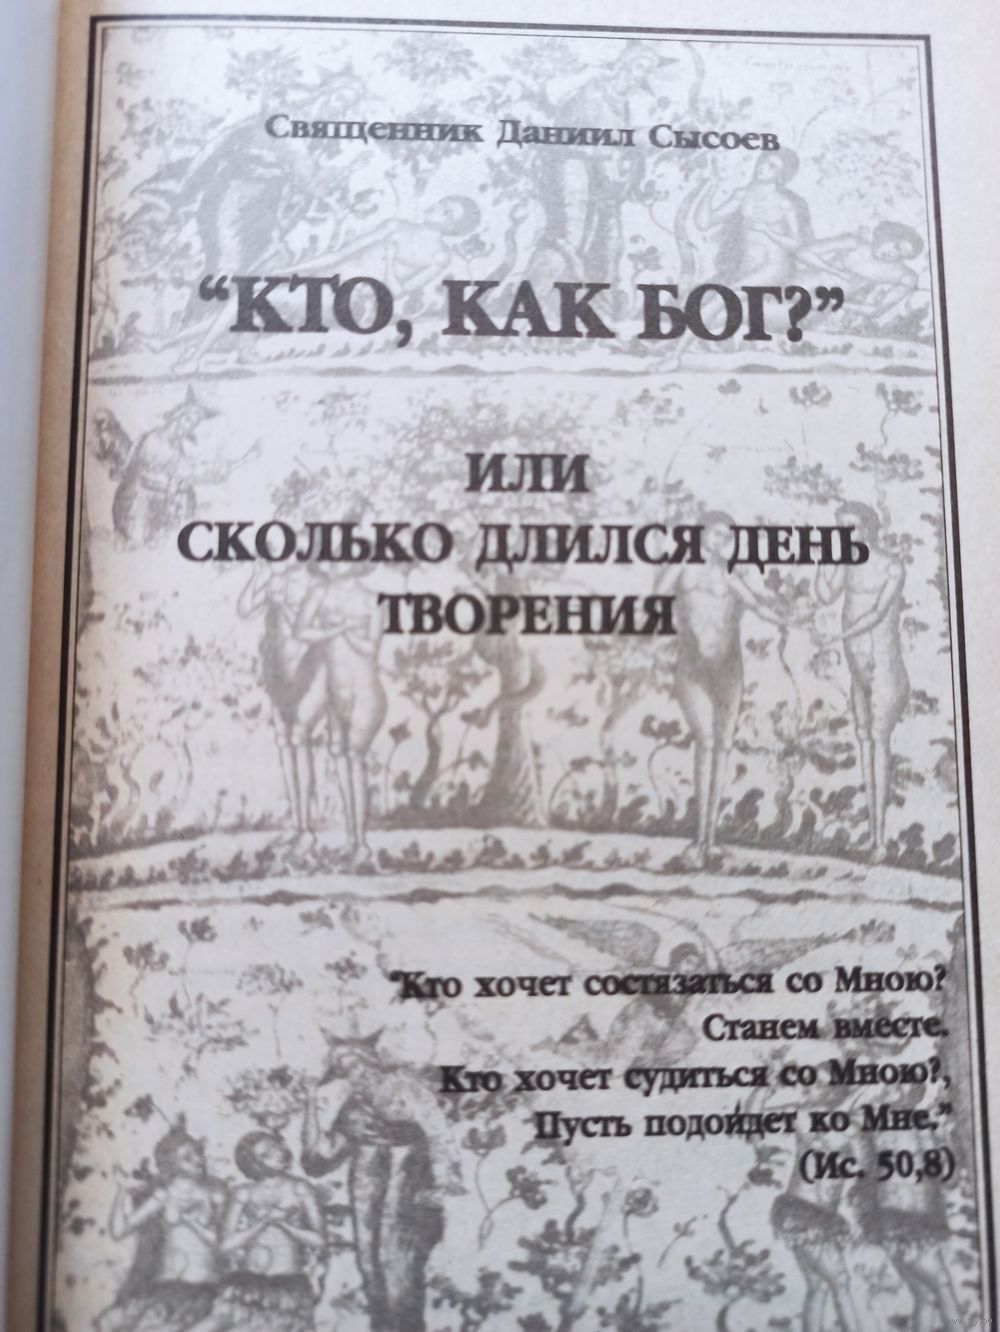 Священник Даниил Сысоев
“КТО, КАК БОГ?”
ИЛИ
СКОЛЬКО ДЛИЛСЯ ДЕНЬ
ТВОРЕНИЯ
“Кто хочет состязаться со Мною?
Станем вместе.
Кто хочет судиться со Мною?,
Пусть подойдет ко Мне.”
(Ис. 50,8)